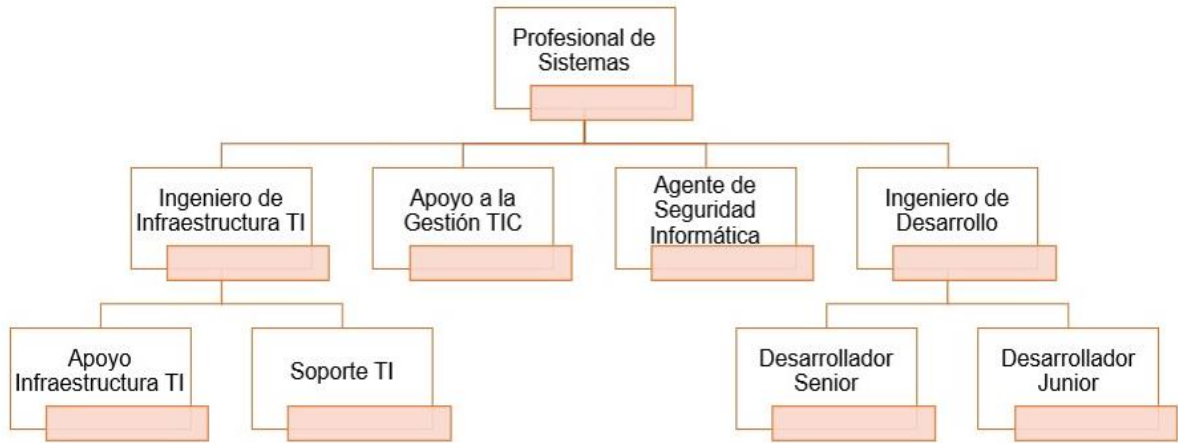 Profesional de
Sistemas
Ingeniero de
Infraestructura TI
Apoyo a la
Gestión TIC
Agente de
Seguridad
Informática
Ingeniero de
Desarrollo
Apoyo
Infraestructura TI
Soporte TI
Desarrollador
Senior
Desarrollador
Junior